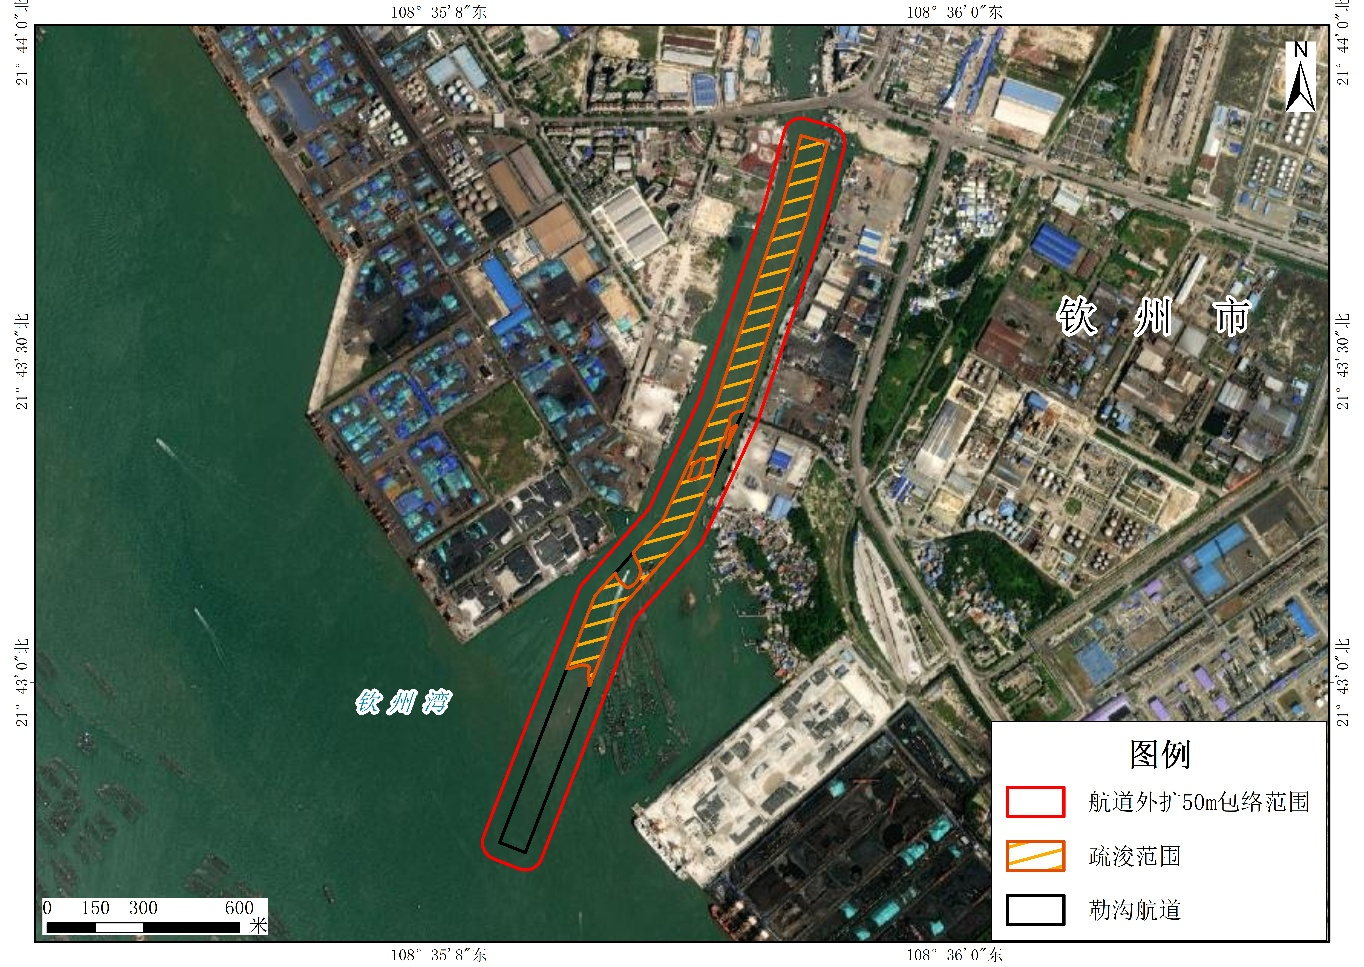 108° 35′8″东
108° 36′0″东
21° 44′0″北
21° 44′0″北
N
21° 43′30″北
21° 43′30″北
钦州市
21° 43′0″北
21° 43′0″北
钦州湾
图例
航道外扩50m包络范围
疏浚范围
勒沟航道
0 150 300 600
米
108° 35′8″东
108° 36′0″东